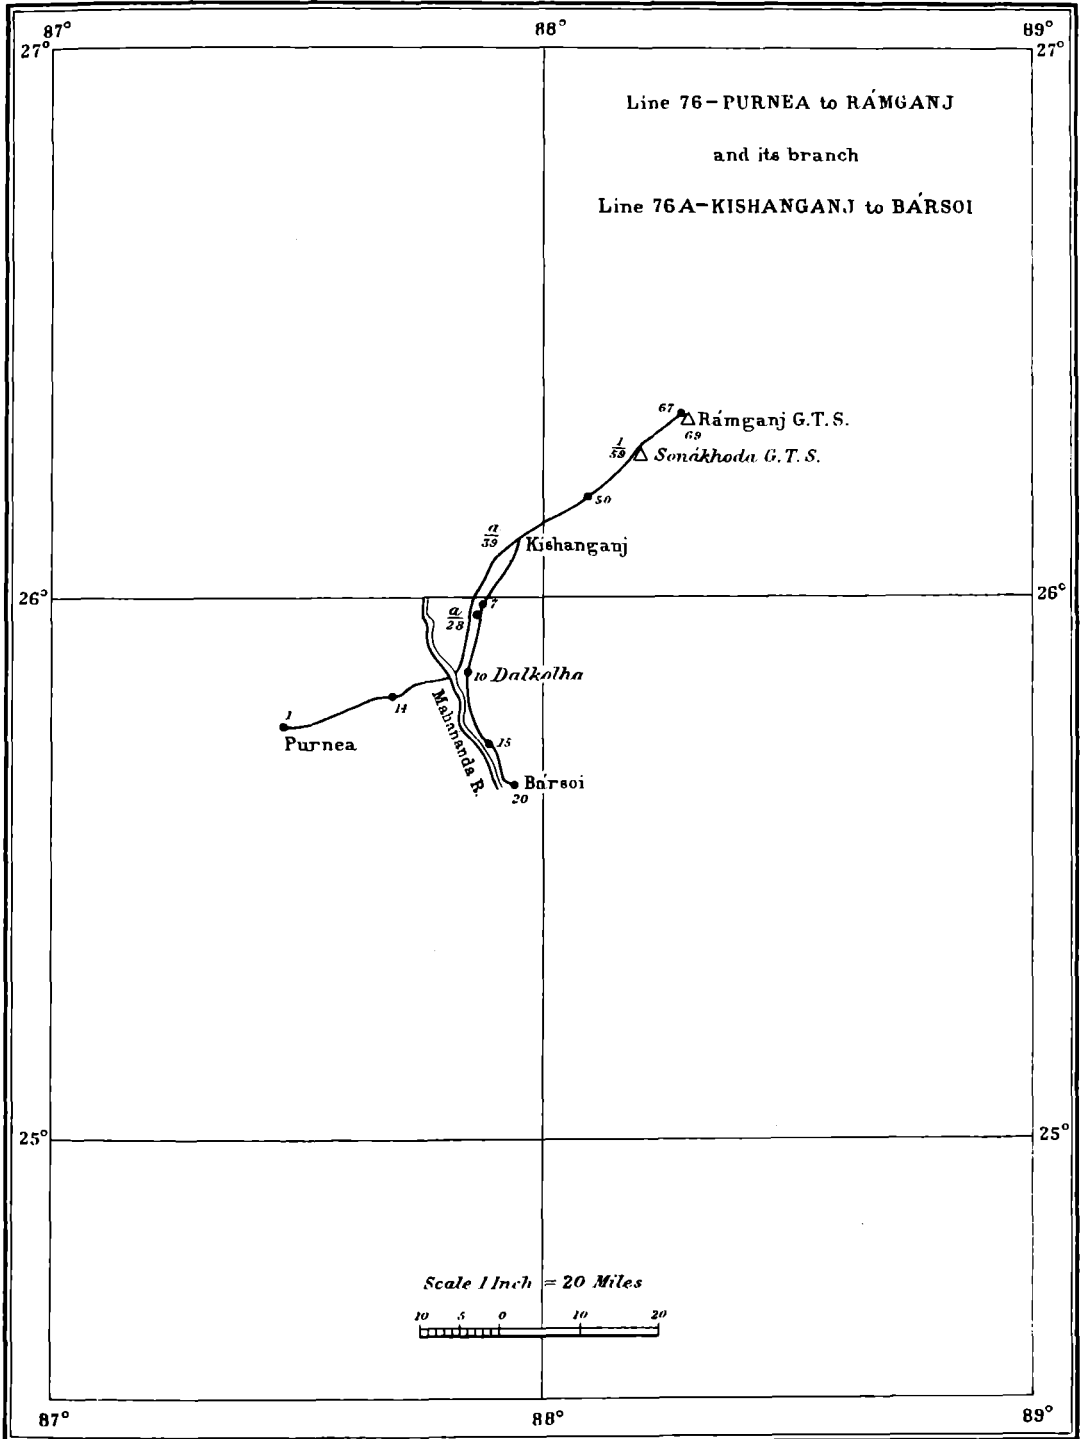 87° 88° 89°
27° 27°
Line 76-PURNEA to RÁMGANJ
and its branch
Line 76A-KISHANGANJ to BÁRSOI
67
Rámganj G.T.S.
69
1/59
Sonákhoda G.T.S.
50
a/39
Kishanganj
26° 26°
7
a/28
10 Dalkolha
14
1
Purnea
Mahananda R.
15
Bársoi
20
25° 25°
Scale 1 Inch = 20 Miles
10 5 0 10 20
87° 88° 89°